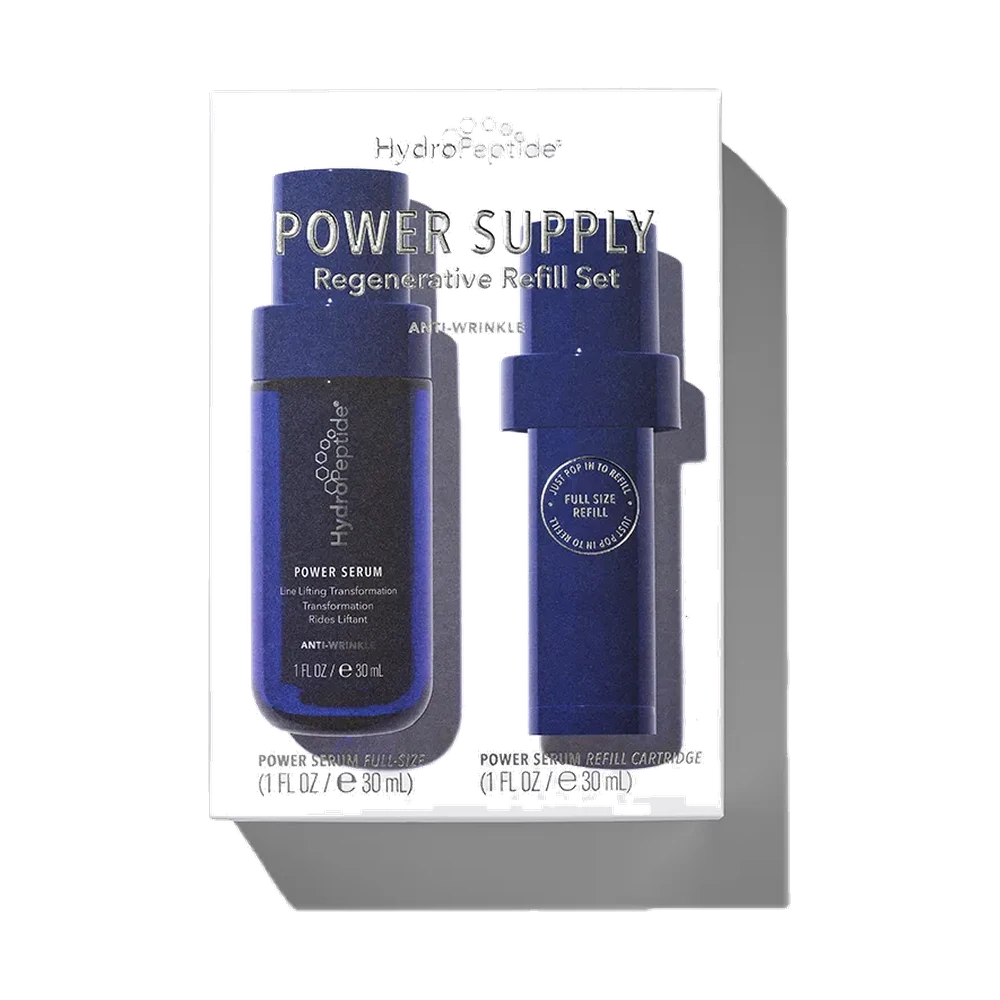 HydroPeptide®
POWER SUPPLY
Regenerative Refill Set
ANTI-WRINKLE
HydroPeptide®
POWER SERUM
Line Lifting Transformation
Transformation
Rides Liftant
ANTI-WRINKLE
1 FL OZ / ℮ 30 mL
• JUST POP IN TO REFILL •
FULL SIZE
REFILL
JUST POP IN TO REFILL
POWER SERUM FULL-SIZE
(1 FL OZ / ℮ 30 mL)
POWER SERUM REFILL CARTRIDGE
(1 FL OZ / ℮ 30 mL)